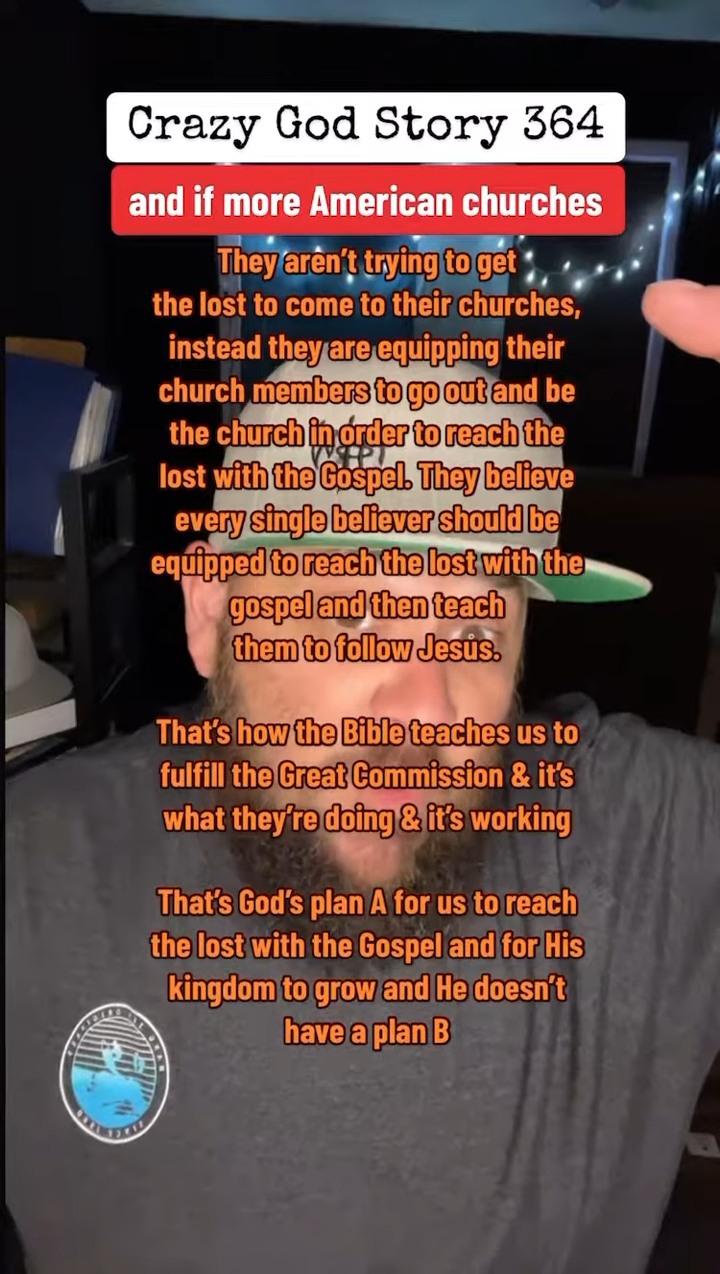 Crazy God Story 364
and if more American churches
They aren't trying to get
the lost to come to their churches,
instead they are equipping their
church members to go out and be
the church in order to reach the
lost with the Gospel. They believe
every single believer should be
equipped to reach the lost with the
gospel and then teach
them to follow Jesus.
That's how the Bible teaches us to
fulfill the Great Commission & it's
what they're doing & it's working
That's God's plan A for us to reach
the lost with the Gospel and for His
kingdom to grow and He doesn't
have a plan B